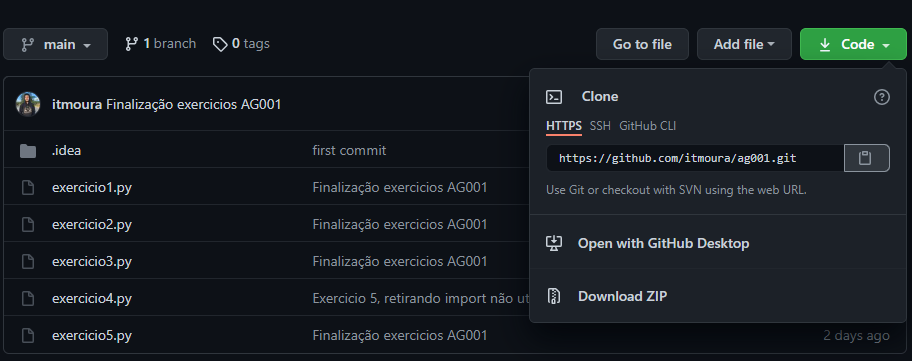 main 1 branch 0 tags Go to file Add file Code
itmoura Finalização exercicios AG001
.idea first commit
exercicio1.py Finalização exercicios AG001
exercicio2.py Finalização exercicios AG001
exercicio3.py Finalização exercicios AG001
exercicio4.py Exercicio 5, retirando import não ut
exercicio5.py Finalização exercicios AG001 2 days ago
Clone
HTTPS SSH GitHub CLI
https://github.com/itmoura/ag001.git
Use Git or checkout with SVN using the web URL.
Open with GitHub Desktop
Download ZIP